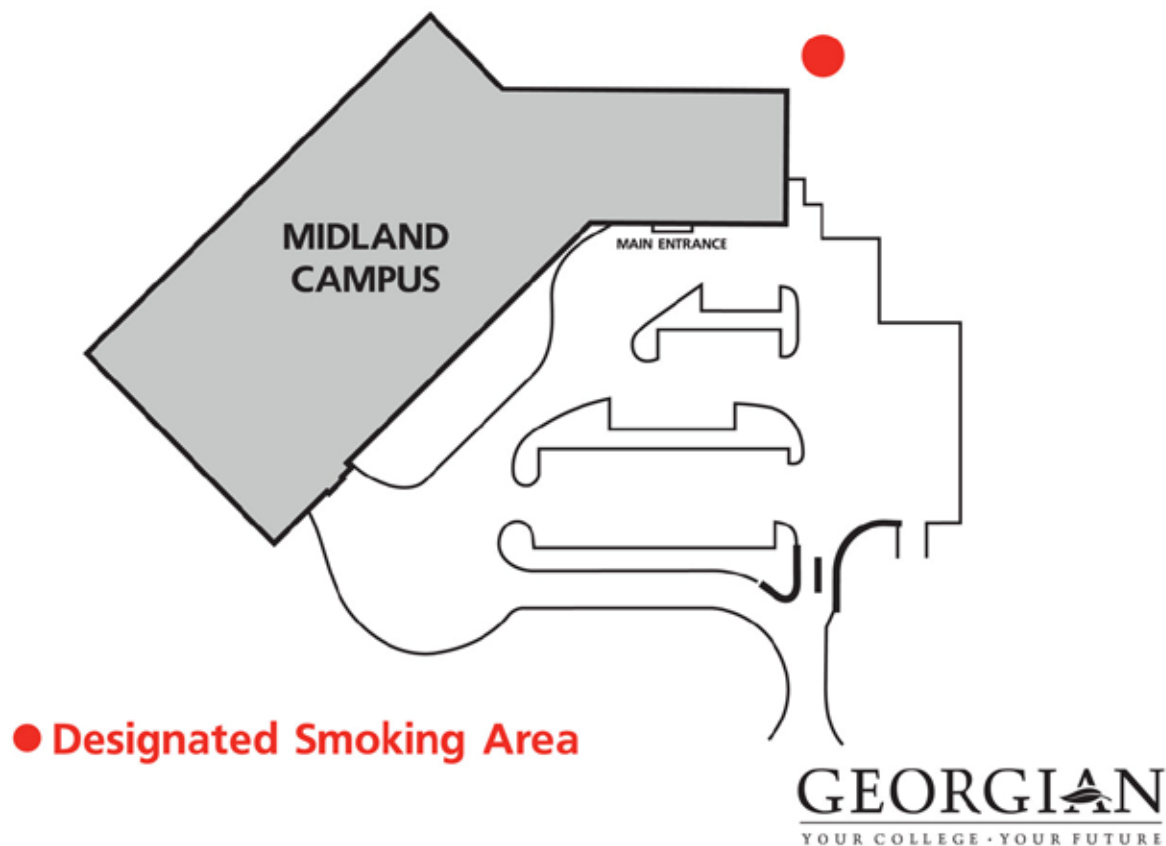 MIDLAND
CAMPUS
MAIN ENTRANCE
Designated Smoking Area
GEORGIAN
YOUR COLLEGE · YOUR FUTURE